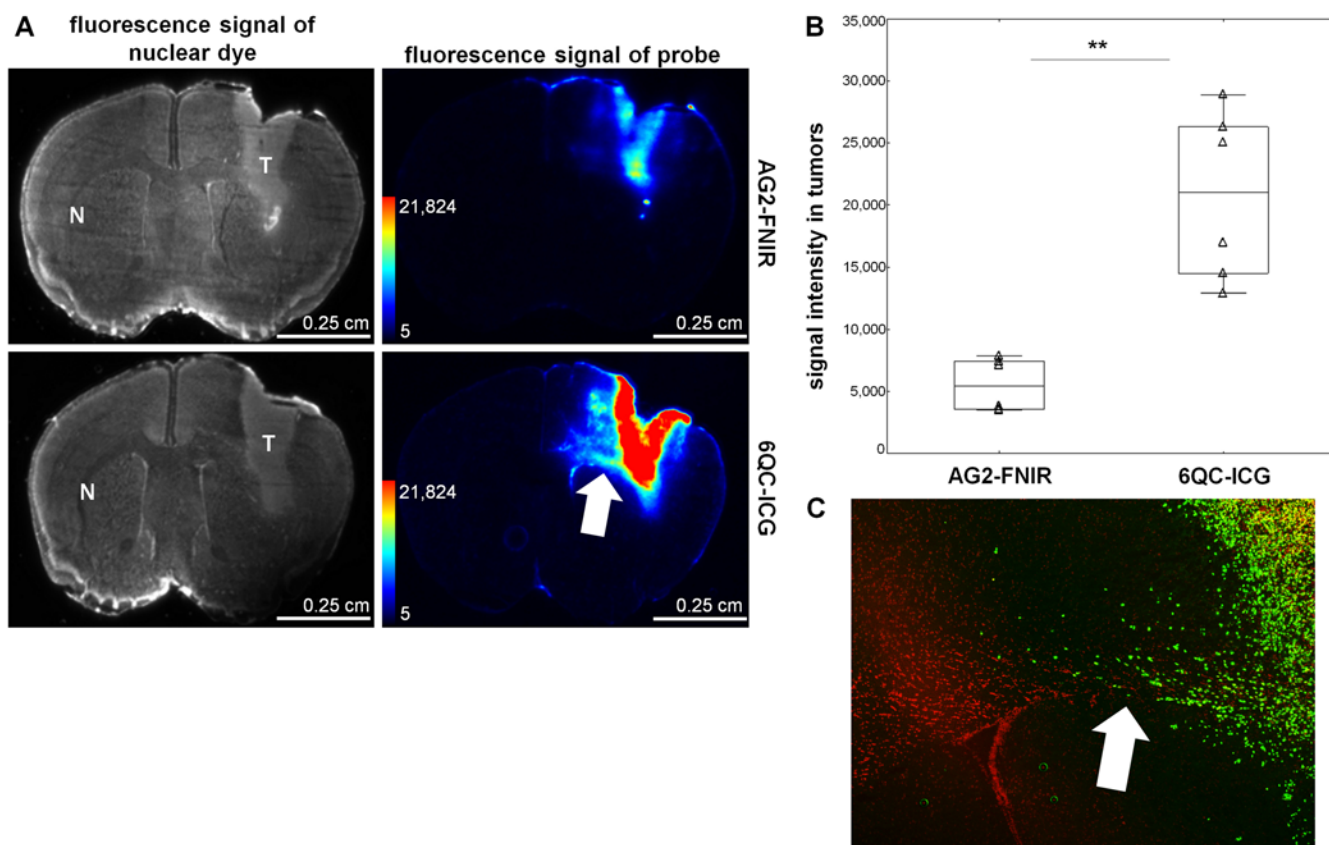 A
fluorescence signal of
nuclear dye
fluorescence signal of probe
N
T
0.25 cm
21,824
5
0.25 cm
AG2-FNIR
N
T
0.25 cm
21,824
5
0.25 cm
6QC-ICG
B
signal intensity in tumors
35,000
30,000
25,000
20,000
15,000
10,000
5,000
0
**
AG2-FNIR
6QC-ICG
C